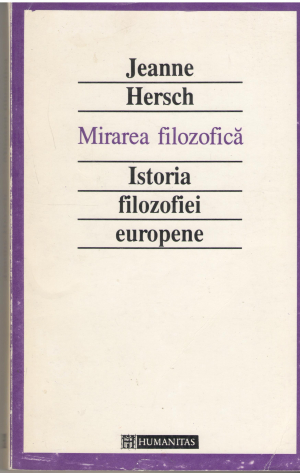 Jeanne
Hersch
Mirarea filozofică
Istoria
filozofiei
europene
HUMANITAS